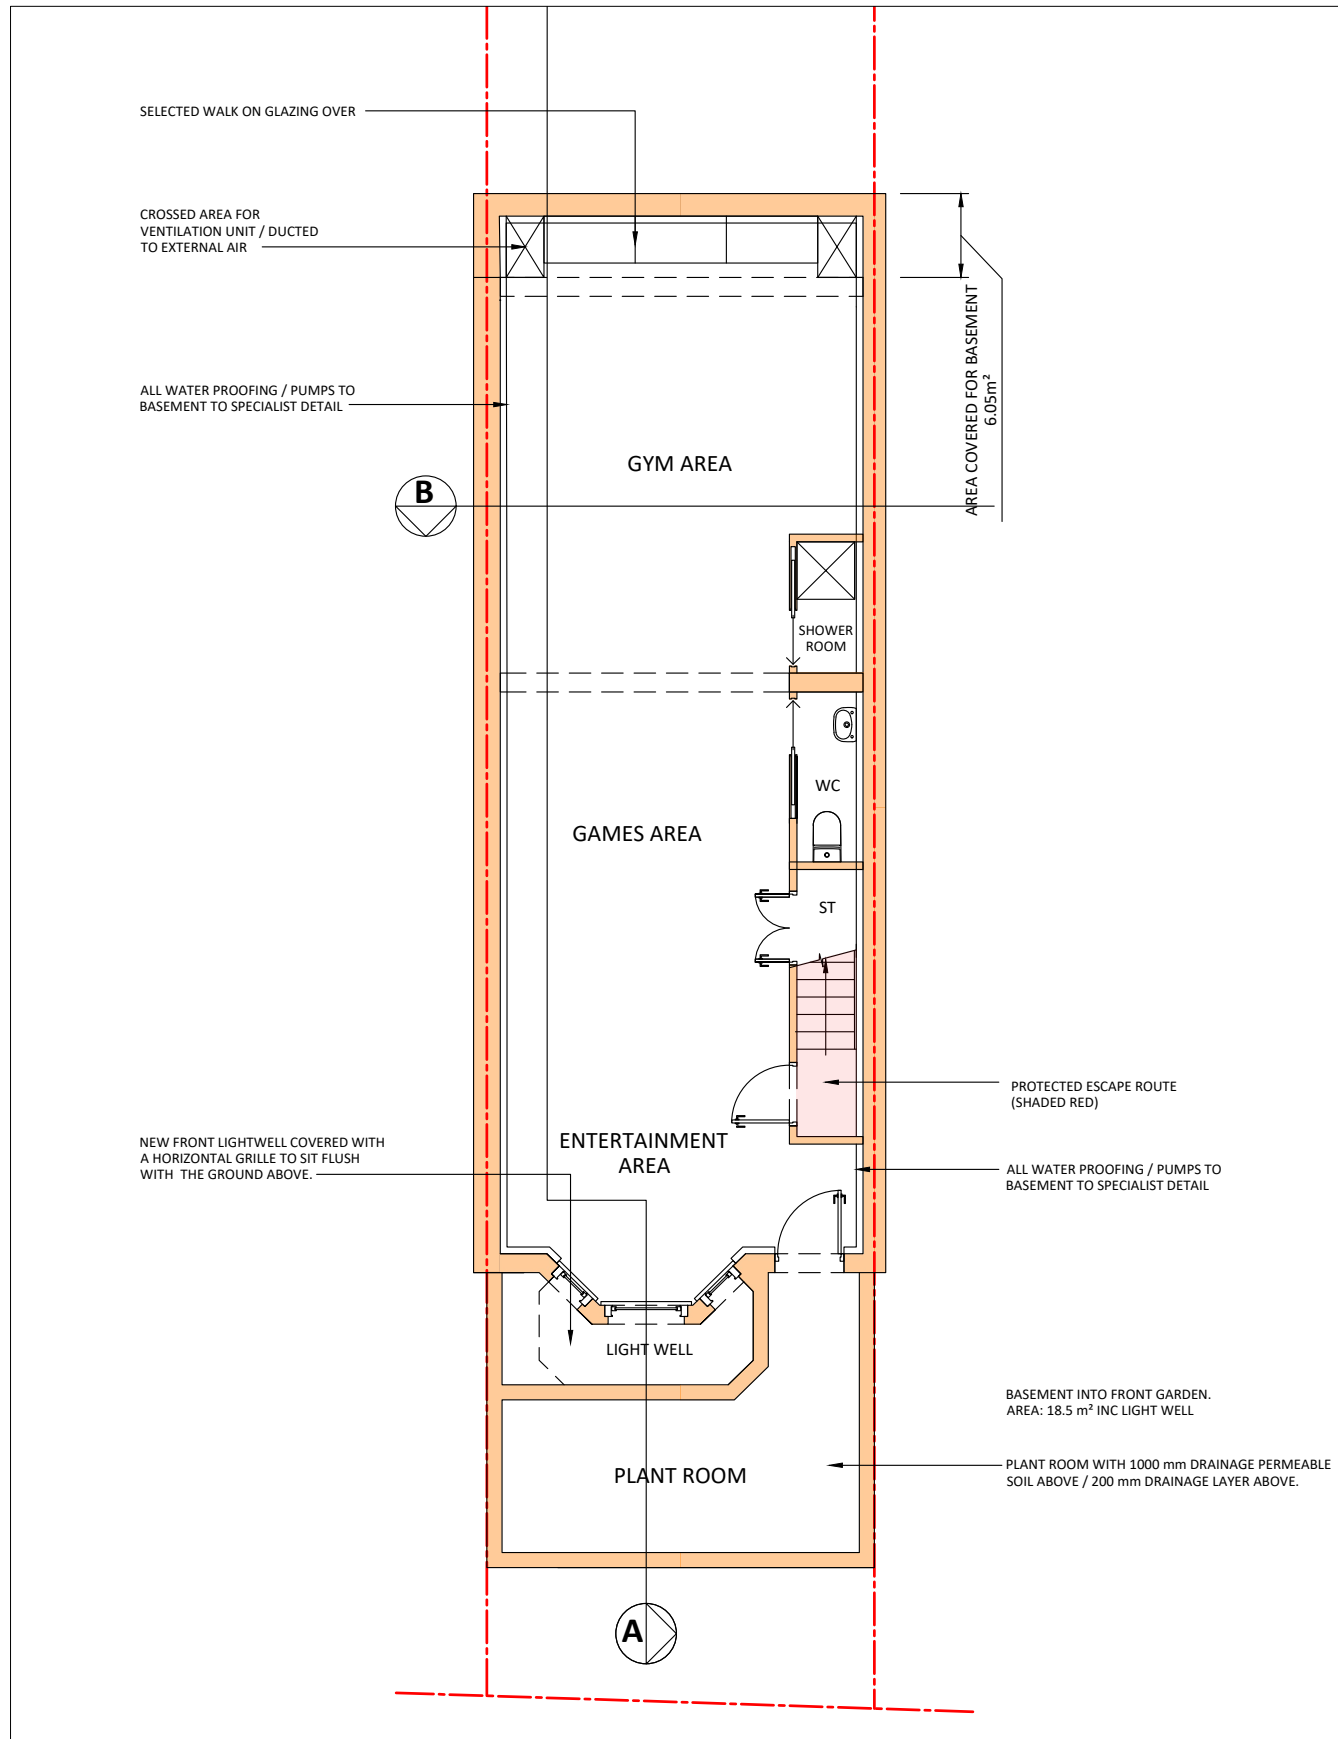 SELECTED WALK ON GLAZING OVER
CROSSED AREA FOR
VENTILATION UNIT / DUCTED
TO EXTERNAL AIR
AREA COVERED FOR BASEMENT
6.05m²
ALL WATER PROOFING / PUMPS TO
BASEMENT TO SPECIALIST DETAIL
GYM AREA
B
SHOWER
ROOM
WC
GAMES AREA
ST
PROTECTED ESCAPE ROUTE
(SHADED RED)
NEW FRONT LIGHTWELL COVERED WITH
A HORIZONTAL GRILLE TO SIT FLUSH
WITH THE GROUND ABOVE.
ENTERTAINMENT
AREA
ALL WATER PROOFING / PUMPS TO
BASEMENT TO SPECIALIST DETAIL
LIGHT WELL
BASEMENT INTO FRONT GARDEN.
AREA: 18.5 m² INC LIGHT WELL
PLANT ROOM
PLANT ROOM WITH 1000 mm DRAINAGE PERMEABLE
SOIL ABOVE / 200 mm DRAINAGE LAYER ABOVE.
A